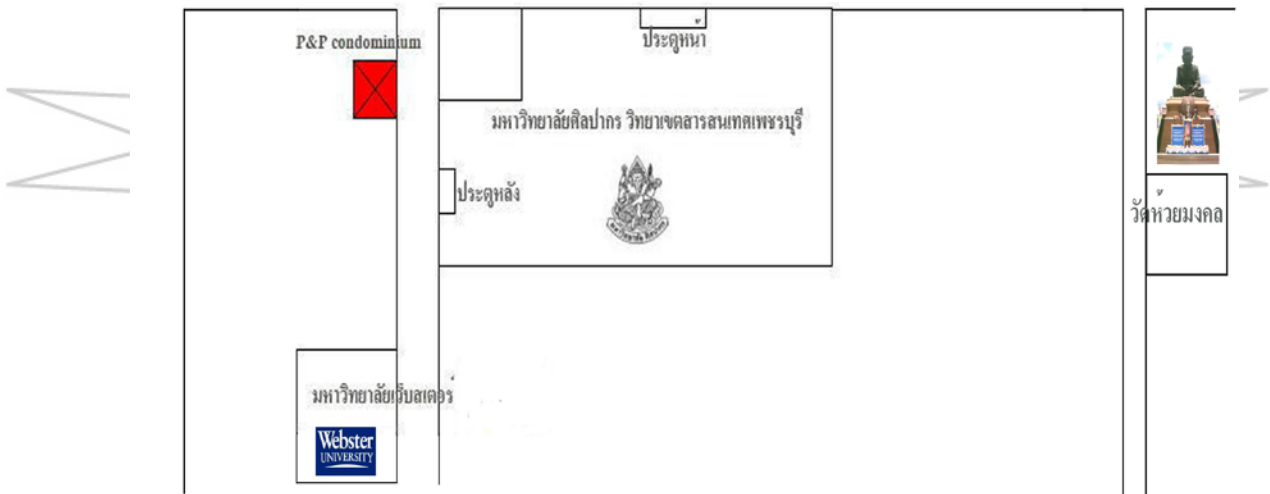 P&P condominium
ประตูหน้า
มหาวิทยาลัยศิลปากร วิทยาเขตสารสนเทศเพชรบุรี
ประตูหลัง
วัดห้วยมงคล
มหาวิทยาลัยเว็บสเตอร์
Webster
UNIVERSITY